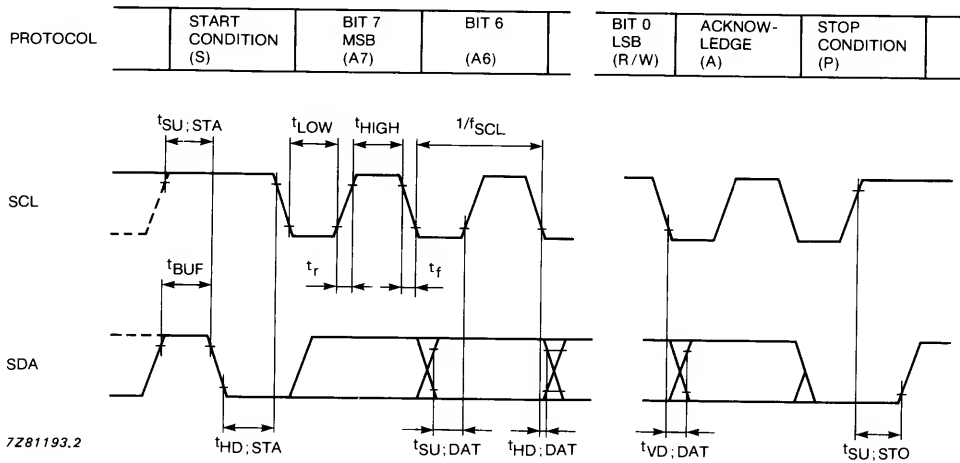 PROTOCOL
START
CONDITION
(S)
BIT 7
MSB
(A7)
BIT 6
(A6)
BIT 0
LSB
(R/W)
ACKNOW-
LEDGE
(A)
STOP
CONDITION
(P)
tSU;STA
tLOW
tHIGH
1/fSCL
SCL
tBUF
tr
tf
SDA
tHD;STA
tSU;DAT
tHD;DAT
tVD;DAT
tSU;STO
7Z81193.2